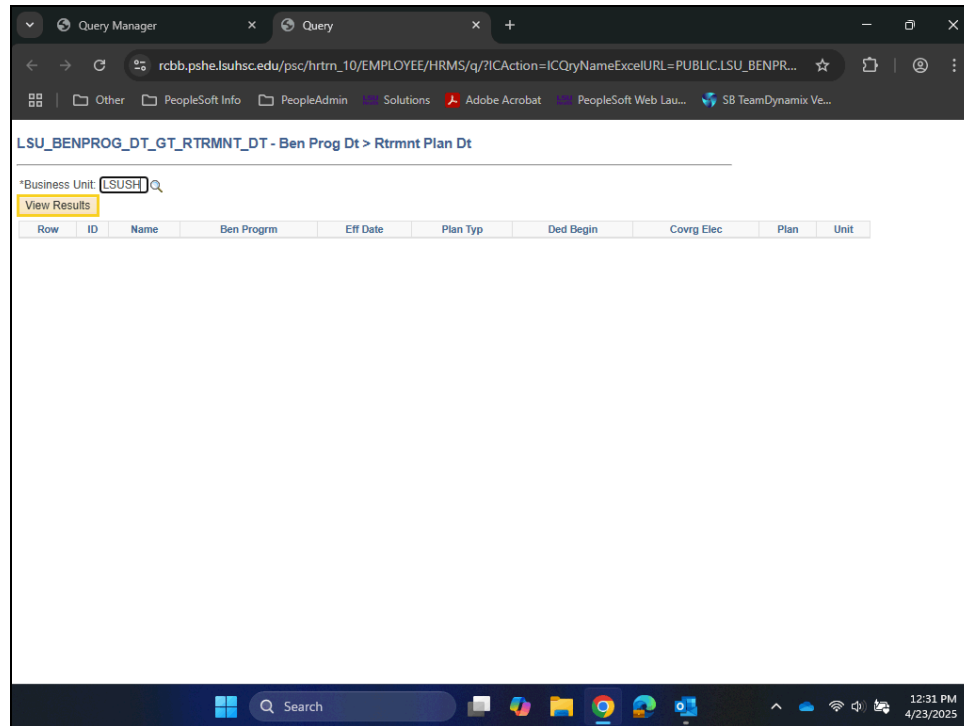 Query Manager
Query
rcbb.pshe.lsuhsc.edu/psc/hrtrn_10/EMPLOYEE/HRMS/q/?ICAction=ICQryNameExcelURL=PUBLIC.LSU_BENPR...
Other PeopleSoft Info PeopleAdmin Solutions Adobe Acrobat PeopleSoft Web Lau... SB TeamDynamix Ve...
LSU_BENPROG_DT_GT_RTRMNT_DT - Ben Prog Dt > Rtrmnt Plan Dt
*Business Unit: LSUSH
View Results
Row ID Name Ben Progrm Eff Date Plan Typ Ded Begin Covrg Elec Plan Unit
Search
12:31 PM
4/23/2025